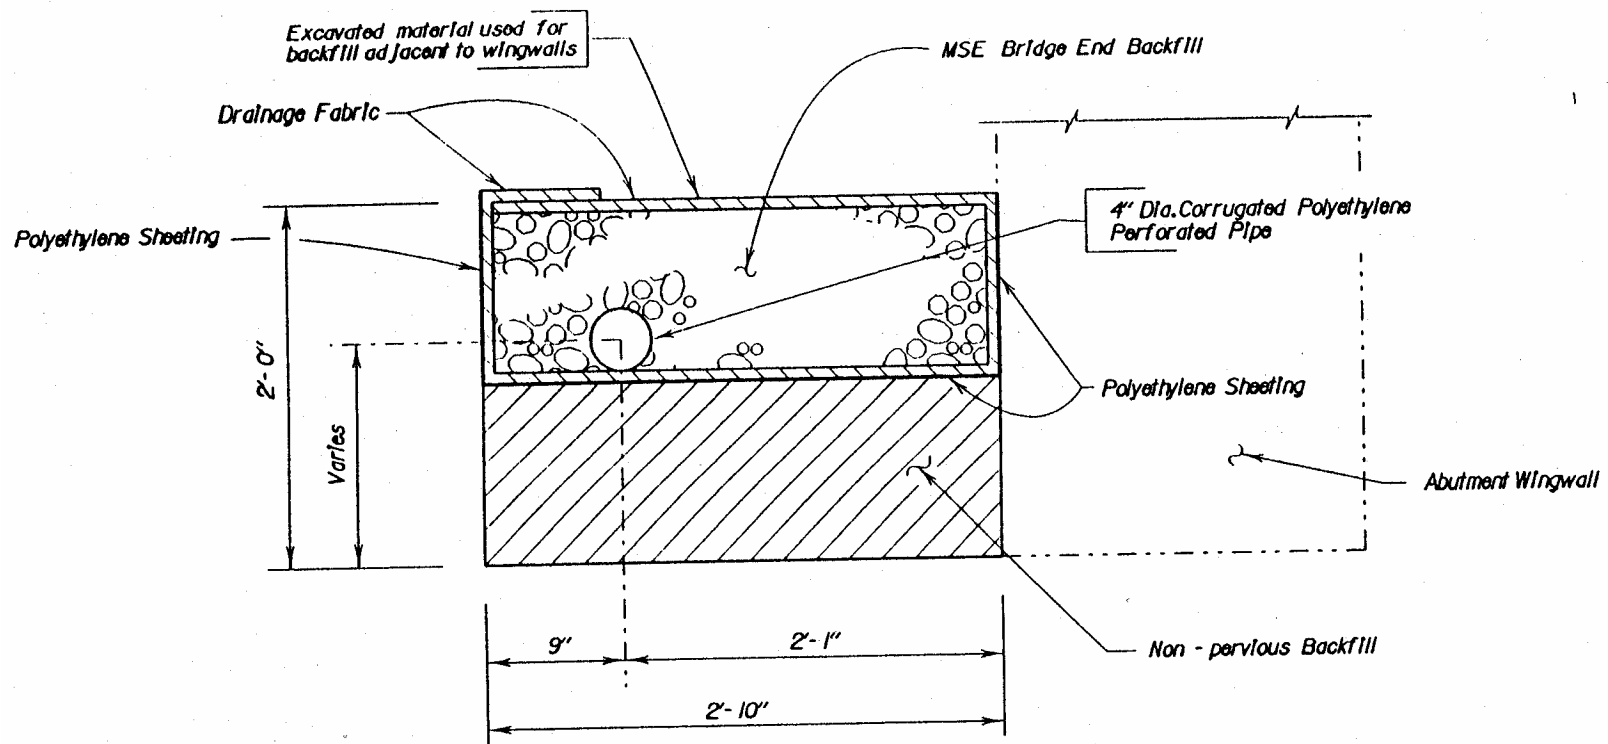 Excavated material used for
backfill adjacent to wingwalls
MSE Bridge End Backfill
Drainage Fabric
4" Dia. Corrugated Polyethylene
Perforated Pipe
Polyethylene Sheeting
2'-0"
Varies
Polyethylene Sheeting
Abutment Wingwall
9"
2'-1"
Non - pervious Backfill
2'-10"